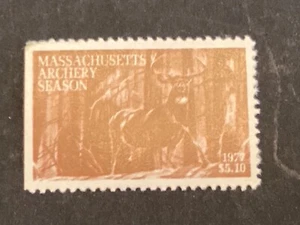 MASSACHUSETTS
ARCHERY
SEASON
1977
$5.10